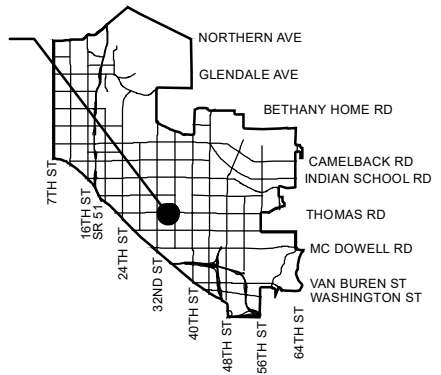 NORTHERN AVE
GLENDALE AVE
BETHANY HOME RD
CAMELBACK RD
INDIAN SCHOOL RD
THOMAS RD
MC DOWELL RD
VAN BUREN ST
WASHINGTON ST
7TH ST
16TH ST
SR 51
24TH ST
32ND ST
40TH ST
48TH ST
56TH ST
64TH ST